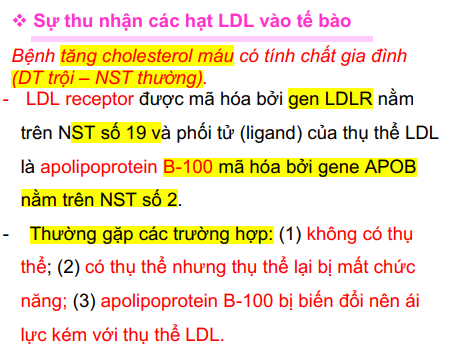 ❖ Sự thu nhận các hạt LDL vào tế bào
Bệnh tăng cholesterol máu có tính chất gia đình
(DT trội – NST thường).
- LDL receptor được mã hóa bởi gen LDLR nằm
trên NST số 19 và phối tử (ligand) của thụ thể LDL
là apolipoprotein B-100 mã hóa bởi gene APOB
nằm trên NST số 2.
- Thường gặp các trường hợp: (1) không có thụ
thể; (2) có thụ thể nhưng thụ thể lại bị mất chức
năng; (3) apolipoprotein B-100 bị biến đổi nên ái
lực kém với thụ thể LDL.